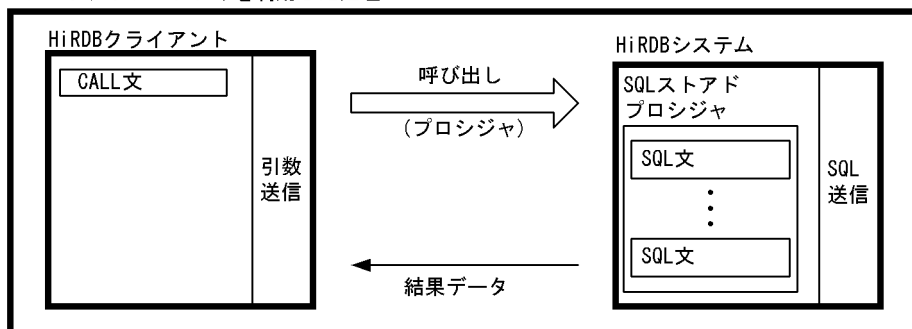 HiRDBクライアント
CALL文
引数
送信
呼び出し
(プロシジャ)
結果データ
HiRDBシステム
SQLストアド
プロシジャ
SQL文
SQL文
SQL
送信